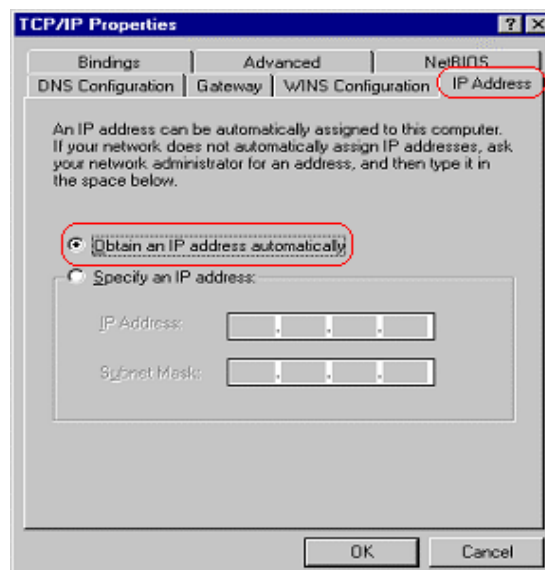 TCP/IP Properties
Bindings Advanced NetBIOS
DNS Configuration Gateway WINS Configuration IP Address
An IP address can be automatically assigned to this computer.
If your network does not automatically assign IP addresses, ask
your network administrator for an address, and then type it in
the space below.
Obtain an IP address automatically
Specify an IP address:
IP Address:
Subnet Mask:
OK Cancel